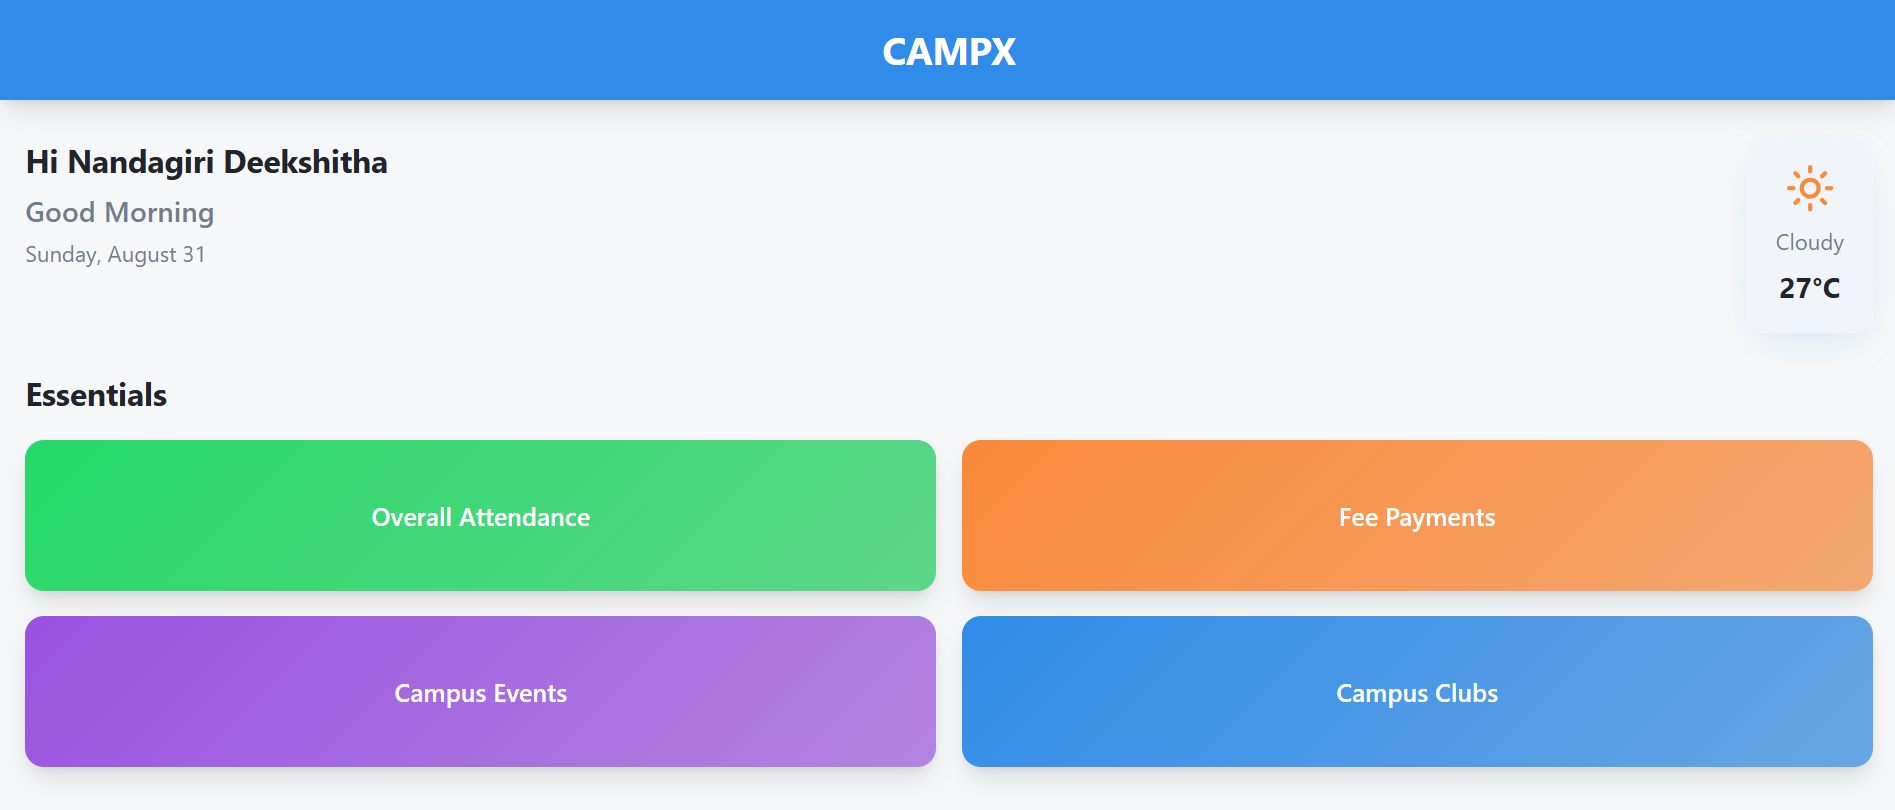 CAMPX
Hi Nandagiri Deekshitha
Good Morning
Sunday, August 31
Cloudy
27°C
Essentials
Overall Attendance
Fee Payments
Campus Events
Campus Clubs